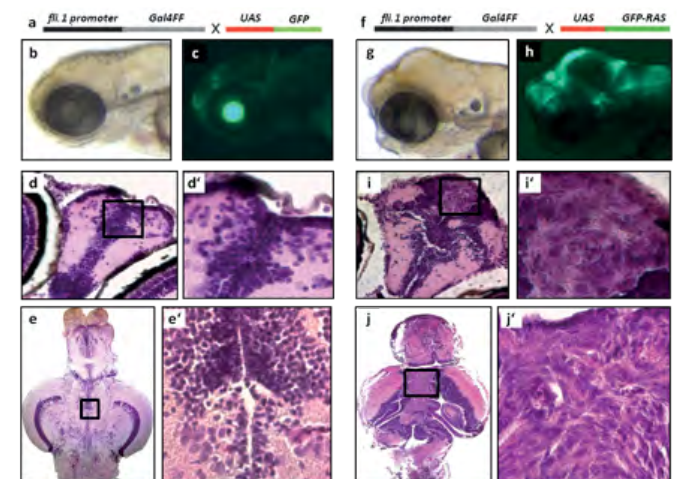 a fli.1 promoter Gal4FF X UAS GFP
f fli.1 promoter Gal4FF X UAS GFP-RAS
b c g h
d d' i i'
e e' j j'